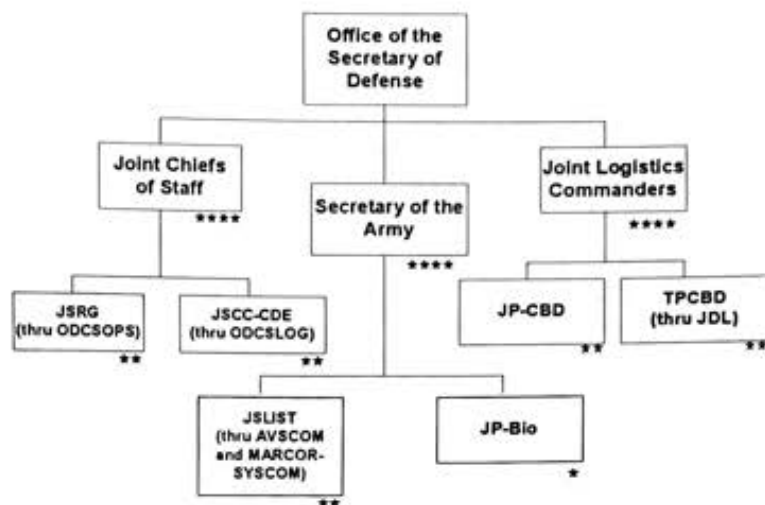 Office of the
Secretary of
Defense
Joint Chiefs
of Staff
★★★★
Secretary of the
Army
★★★★
Joint Logistics
Commanders
★★★★
JSRG
(thru ODCSOPS)
★★
JSCC-CDE
(thru ODCSLOG)
★★
JP-CBD
★★
TPCBD
(thru JDL)
★★
JSLIST
(thru AVSCOM
and MARCOR-
SYSCOM)
★★
JP-Bio
★